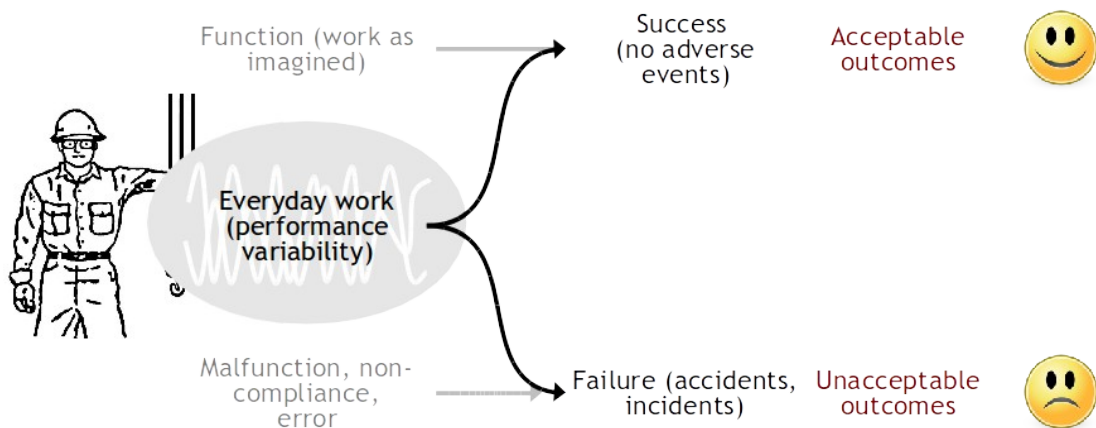 Function (work as
imagined)
Success
(no adverse
events)
Acceptable
outcomes
Everyday work
(performance
variability)
Malfunction, non-
compliance,
error
Failure (accidents,
incidents)
Unacceptable
outcomes